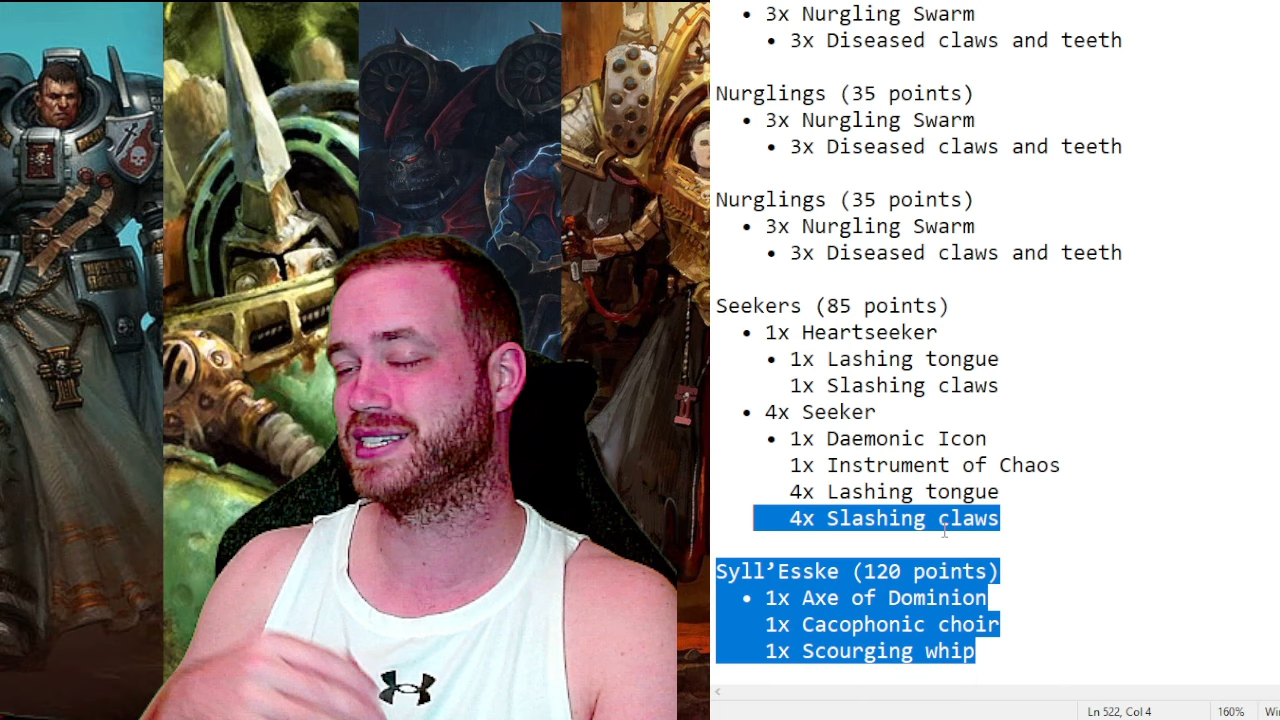 • 3x Nurgling Swarm
• 3x Diseased claws and teeth
Nurglings (35 points)
• 3x Nurgling Swarm
• 3x Diseased claws and teeth
Nurglings (35 points)
• 3x Nurgling Swarm
• 3x Diseased claws and teeth
Seekers (85 points)
• 1x Heartseeker
• 1x Lashing tongue
1x Slashing claws
• 4x Seeker
• 1x Daemonic Icon
1x Instrument of Chaos
4x Lashing tongue
4x Slashing claws
Syll’Esske (120 points)
• 1x Axe of Dominion
1x Cacophonic choir
1x Scourging whip
Ln 522, Col 4
160%